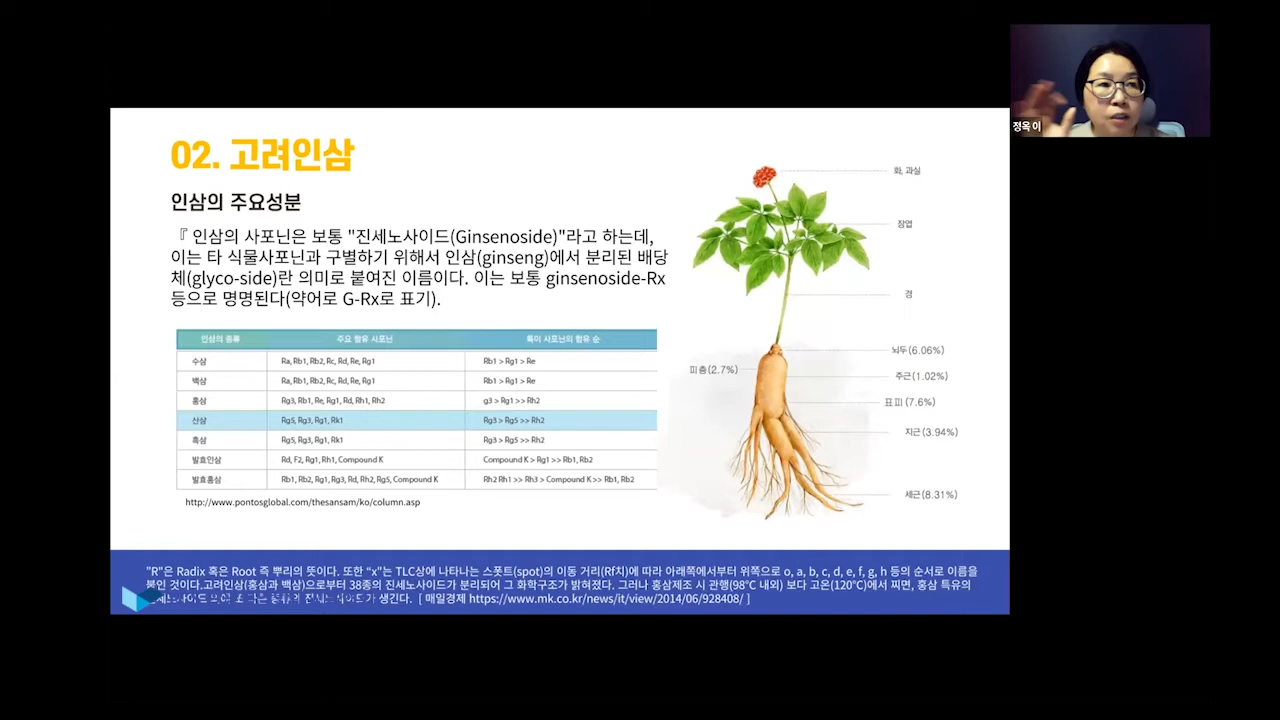 정옥 이
02. 고려인삼
인삼의 주요성분
『 인삼의 사포닌은 보통 "진세노사이드(Ginsenoside)"라고 하는데,
이는 타 식물사포닌과 구별하기 위해서 인삼(ginseng)에서 분리된 배당
체(glyco-side)란 의미로 붙여진 이름이다. 이는 보통 ginsenoside-Rx
등으로 명명된다(약어로 G-Rx로 표기).
인삼의 종류 주요 함유 사포닌 특이 사포닌의 함유 순
수삼 Ra, Rb1, Rb2, Rc, Rd, Re, Rg1 Rb1 > Rg1 > Re
백삼 Ra, Rb1, Rb2, Rc, Rd, Re, Rg1 Rb1 > Rg1 > Re
홍삼 Rg3, Rb1, Re, Rg1, Rd, Rh1, Rh2 g3 > Rg1 >> Rh2
산삼 Rg5, Rg3, Rg1, Rk1 Rg3 > Rg5 >> Rh2
흑삼 Rg5, Rg3, Rg1, Rk1 Rg3 > Rg5 >> Rh2
발효인삼 Rd, F2, Rg1, Rh1, Compound K Compound K > Rg1 >> Rb1, Rb2
발효홍삼 Rb1, Rb2, Rg1, Rg3, Rd, Rh2, Rg5, Compound K Rh2 Rh1 >> Rh3 > Compound K >> Rb1, Rb2
http://www.pontosglobal.com/thesansam/ko/column.asp
화, 과실
장엽
경
뇌두(6.06%)
피층(2.7%)
주근(1.02%)
표피(7.6%)
지근(3.94%)
세근(8.31%)
"R"은 Radix 혹은 Root 즉 뿌리의 뜻이다. 또한 “x”는 TLC상에 나타나는 스폿트(spot)의 이동 거리(Rf치)에 따라 아래쪽에서부터 위쪽으로 o, a, b, c, d, e, f, g, h 등의 순서로 이름을
붙인 것이다.고려인삼(홍삼과 백삼)으로부터 38종의 진세노사이드가 분리되어 그 화학구조가 밝혀졌다. 그러나 홍삼제조 시 관행(98℃ 내외) 보다 고온(120℃)에서 찌면, 홍삼 특유의
생긴다. [ 매일경제 https://www.mk.co.kr/news/it/view/2014/06/928408/ ]